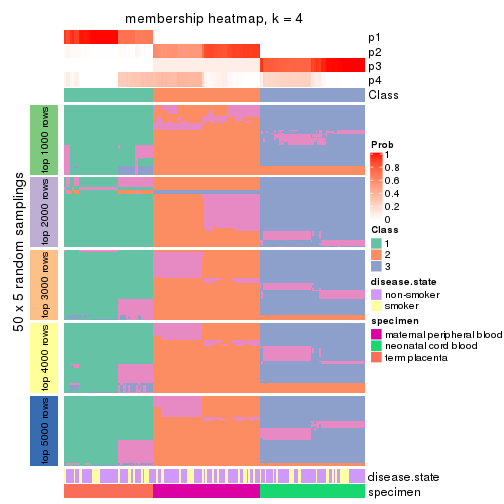 membership heatmap, k = 4
p1
p2
p3
p4
Class
50 x 5 random samplings
top 1000 rows
top 2000 rows
top 3000 rows
top 4000 rows
top 5000 rows
disease.state
specimen
Prob
1
0.8
0.6
0.4
0.2
0
Class
1
2
3
disease.state
non-smoker
smoker
specimen
maternal peripheral blood
neonatal cord blood
term placenta